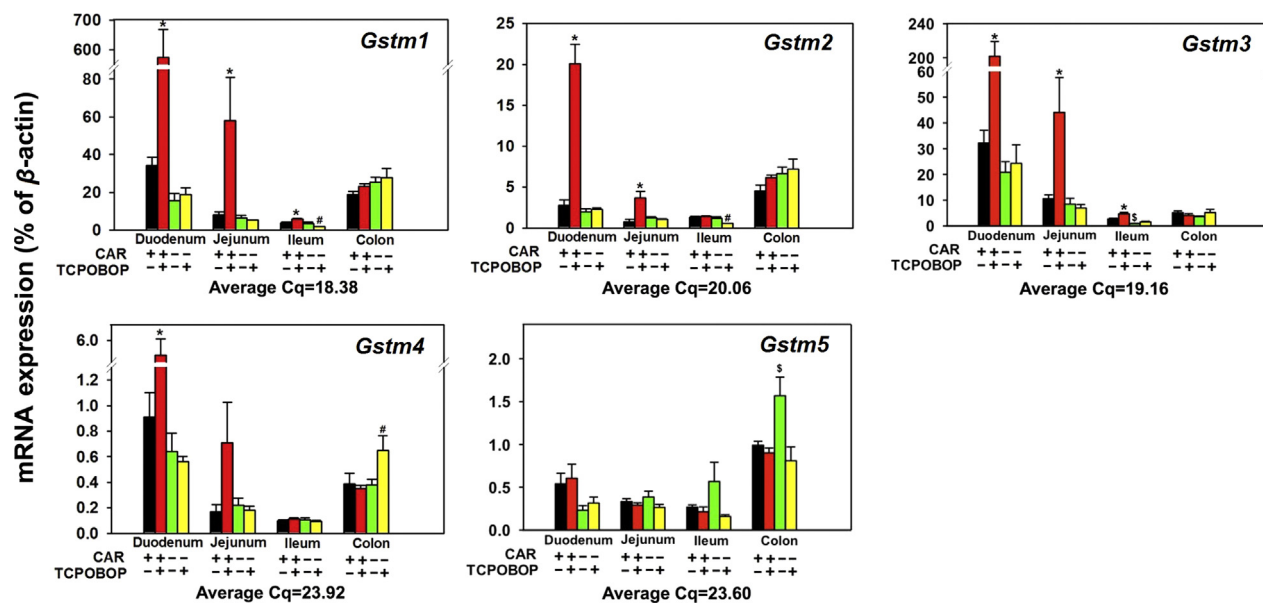 mRNA expression (% of β-actin)
700
600
80
60
40
20
0
Gstm1
*
*
*
#
Duodenum Jejunum Ileum Colon
CAR ++−− ++−− ++−− ++−−
TCPOBOP −+−+ −+−+ −+−+ −+−+
Average Cq=18.38
25
20
15
10
5
0
Gstm2
*
*
#
Duodenum Jejunum Ileum Colon
CAR ++−− ++−− ++−− ++−−
TCPOBOP −+−+ −+−+ −+−+ −+−+
Average Cq=20.06
200
60
50
40
30
20
10
0
Gstm3
*
*
*
$
Duodenum Jejunum Ileum Colon
CAR ++−− ++−− ++−− ++−−
TCPOBOP −+−+ −+−+ −+−+ −+−+
Average Cq=19.16
6.0
1.2
1.0
0.8
0.6
0.4
0.2
0.0
Gstm4
*
#
Duodenum Jejunum Ileum Colon
CAR ++−− ++−− ++−− ++−−
TCPOBOP −+−+ −+−+ −+−+ −+−+
Average Cq=23.92
2.0
1.5
1.0
0.5
0.0
Gstm5
$
Duodenum Jejunum Ileum Colon
CAR ++−− ++−− ++−− ++−−
TCPOBOP −+−+ −+−+ −+−+ −+−+
Average Cq=23.60